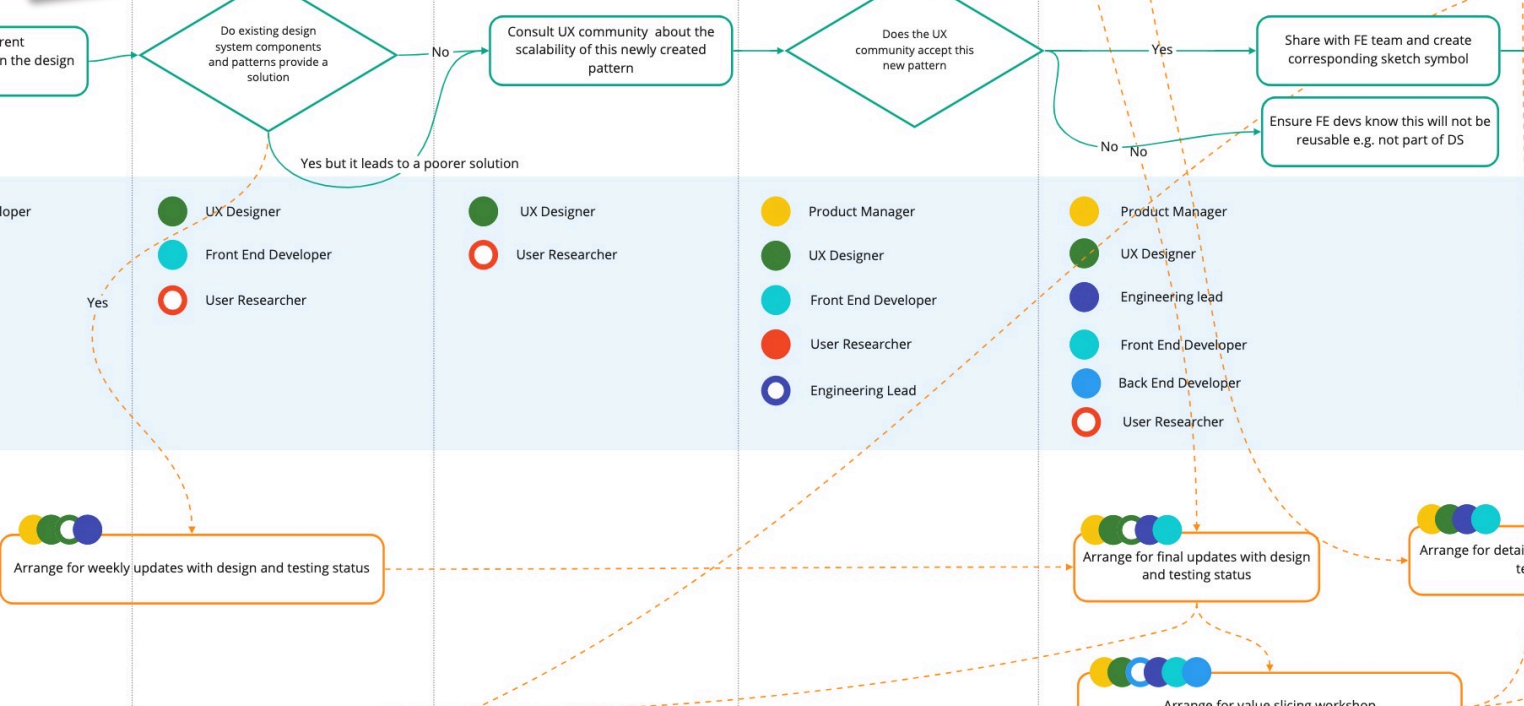 rent
n the design
Do existing design
system components
and patterns provide a
solution
No
Yes but it leads to a poorer solution
Consult UX community about the
scalability of this newly created
pattern
Does the UX
community accept this
new pattern
Yes
No
No
Share with FE team and create
corresponding sketch symbol
Ensure FE devs know this will not be
reusable e.g. not part of DS
loper
UX Designer
Front End Developer
User Researcher
Yes
UX Designer
User Researcher
Product Manager
UX Designer
Front End Developer
User Researcher
Engineering Lead
Product Manager
UX Designer
Engineering lead
Front End Developer
Back End Developer
User Researcher
Arrange for weekly updates with design and testing status
Arrange for final updates with design
and testing status
Arrange for detai
te
Arrange for value slicing workshop